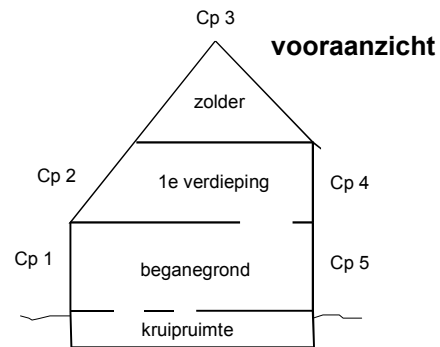 Cp 3
vooraanzicht
zolder
Cp 2
1e verdieping
Cp 4
Cp 1
beganegrond
Cp 5
kruipruimte